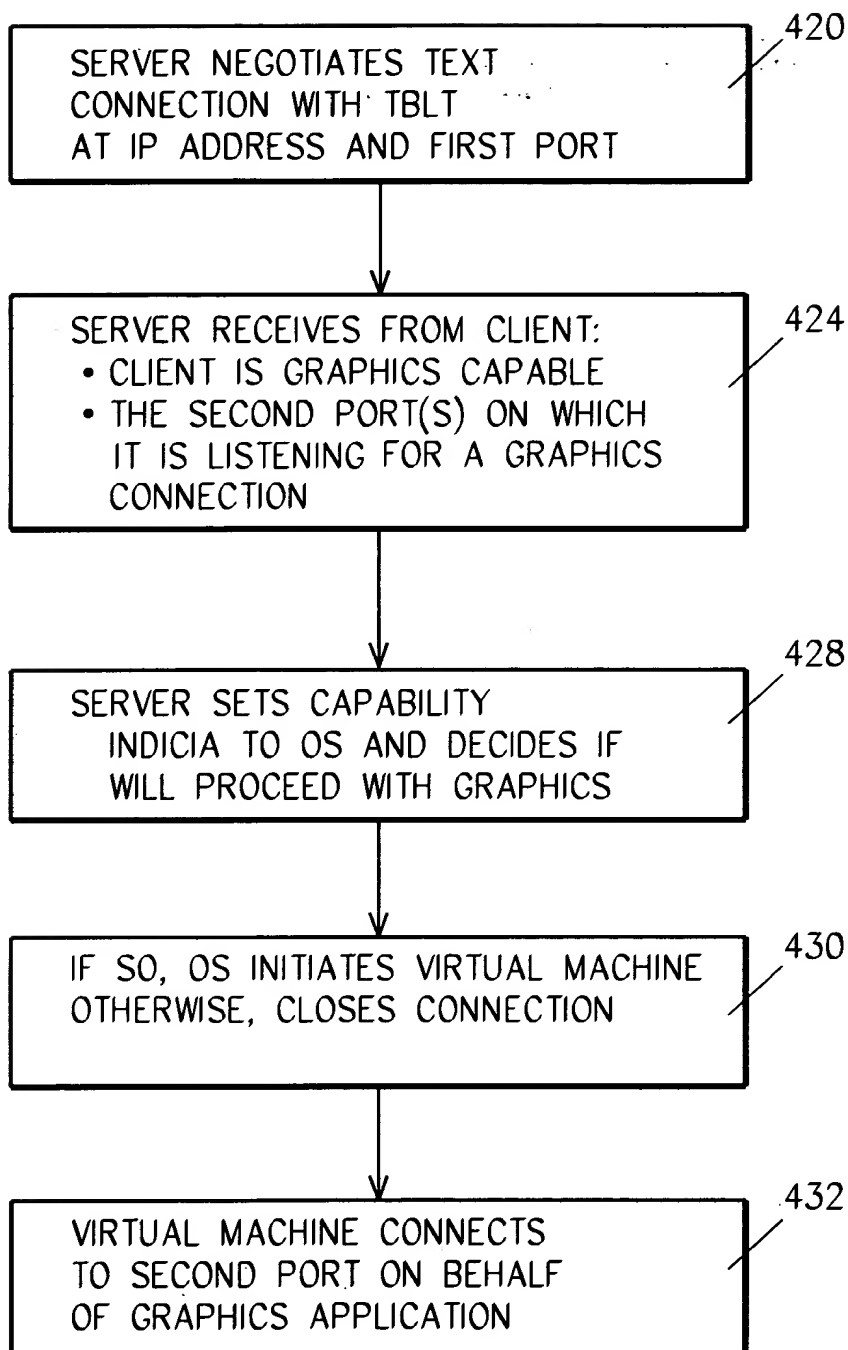 420
SERVER NEGOTIATES TEXT
CONNECTION WITH TBLT
AT IP ADDRESS AND FIRST PORT
424
SERVER RECEIVES FROM CLIENT:
• CLIENT IS GRAPHICS CAPABLE
• THE SECOND PORT(S) ON WHICH
IT IS LISTENING FOR A GRAPHICS
CONNECTION
428
SERVER SETS CAPABILITY
INDICIA TO OS AND DECIDES IF
WILL PROCEED WITH GRAPHICS
430
IF SO, OS INITIATES VIRTUAL MACHINE
OTHERWISE, CLOSES CONNECTION
432
VIRTUAL MACHINE CONNECTS
TO SECOND PORT ON BEHALF
OF GRAPHICS APPLICATION